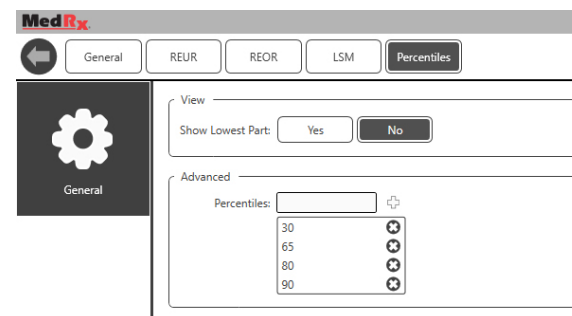 MedRx
General REUR REOR LSM Percentiles
View
Show Lowest Part: Yes No
General
Advanced
Percentiles:
30
65
80
90